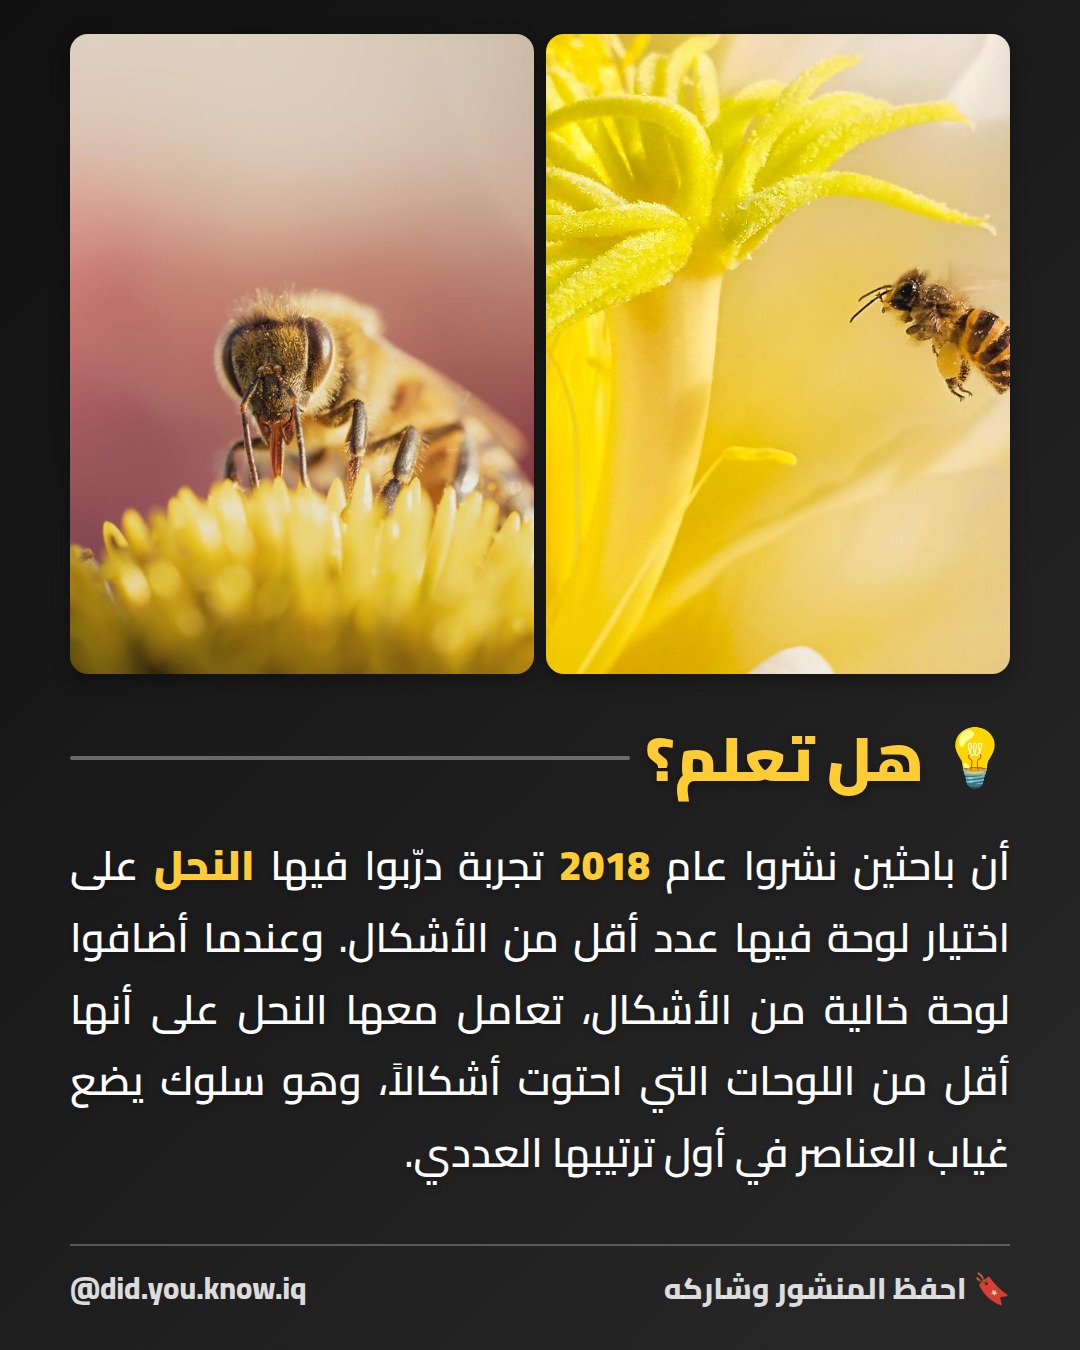 هل تعلم؟
أن باحثين نشروا عام 2018 تجربة درّبوا فيها النحل على
اختيار لوحة فيها عدد أقل من الأشكال. وعندما أضافوا
لوحة خالية من الأشكال، تعامل معها النحل على أنها
أقل من اللوحات التي احتوت أشكالاً، وهو سلوك يضع
غياب العناصر في أول ترتيبها العددي.
احفظ المنشور وشاركه
@did.you.know.iq